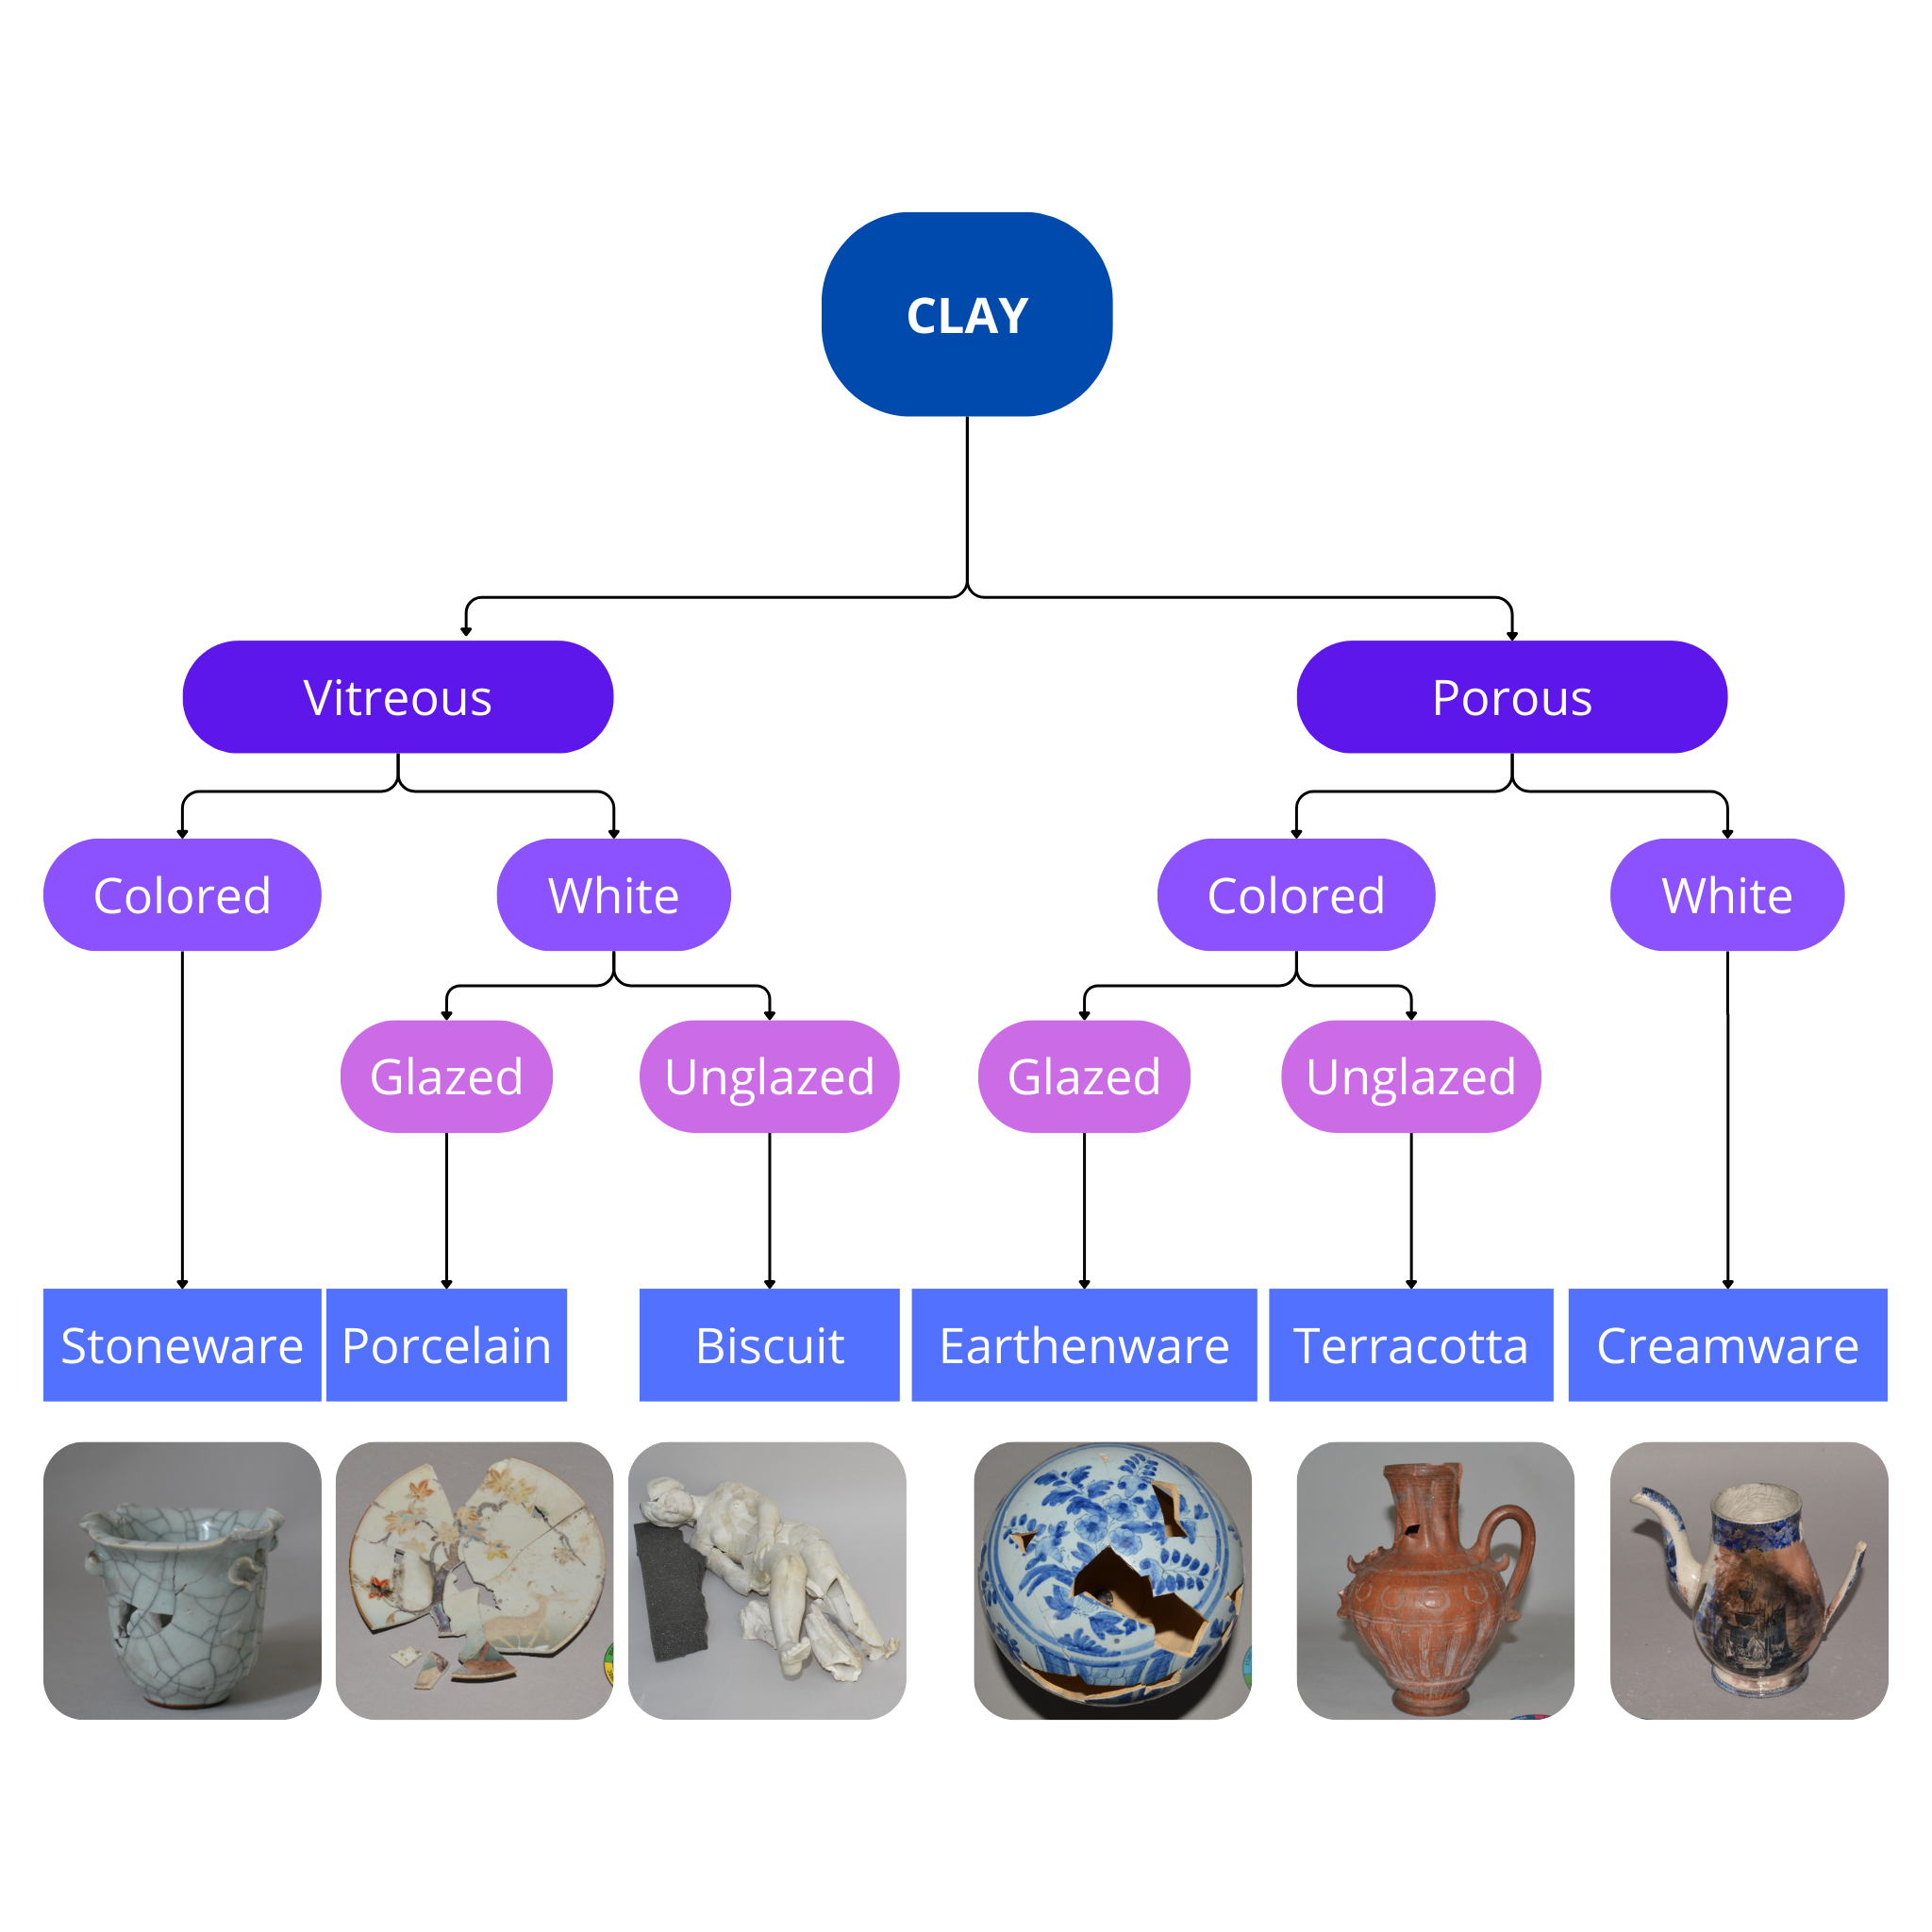 CLAY
Vitreous
Porous
Colored
White
Colored
White
Glazed
Unglazed
Glazed
Unglazed
Stoneware
Porcelain
Biscuit
Earthenware
Terracotta
Creamware